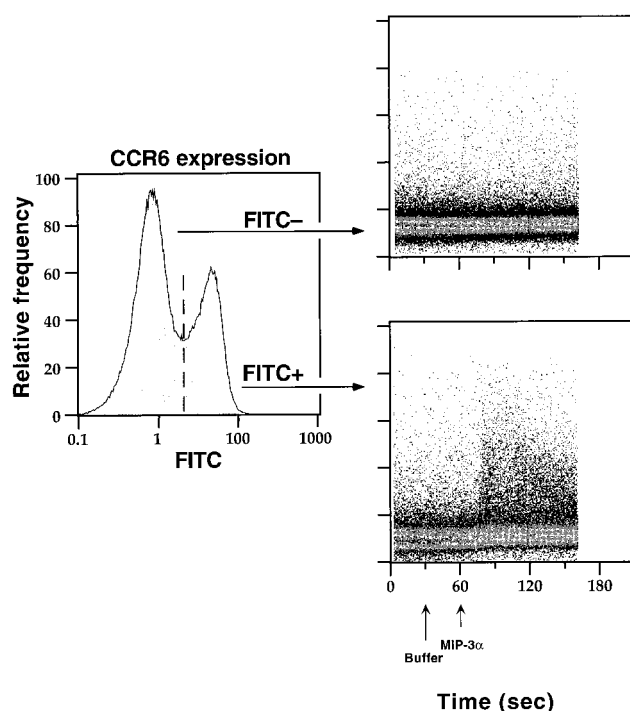 CCR6 expression
Relative frequency
100
80
60
40
20
0
0.1
1
100
1000
FITC
FITC–
FITC+
0
60
120
180
Buffer
MIP-3α
Time (sec)